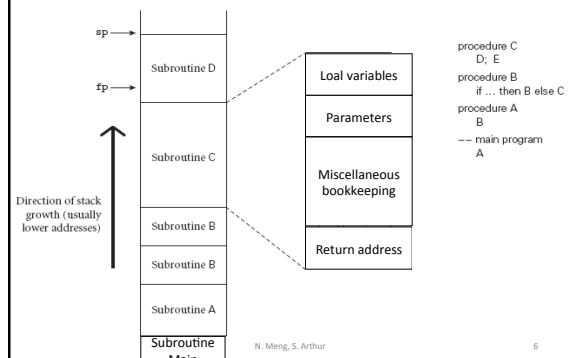 sp
fp
Subroutine D
Subroutine C
Subroutine B
Subroutine B
Subroutine A
Subroutine
Main
Direction of stack
growth (usually
lower addresses)
Loal variables
Parameters
Miscellaneous
bookkeeping
Return address
procedure C
D; E
procedure B
if ... then B else C
procedure A
B
−− main program
A
N. Meng, S. Arthur
6